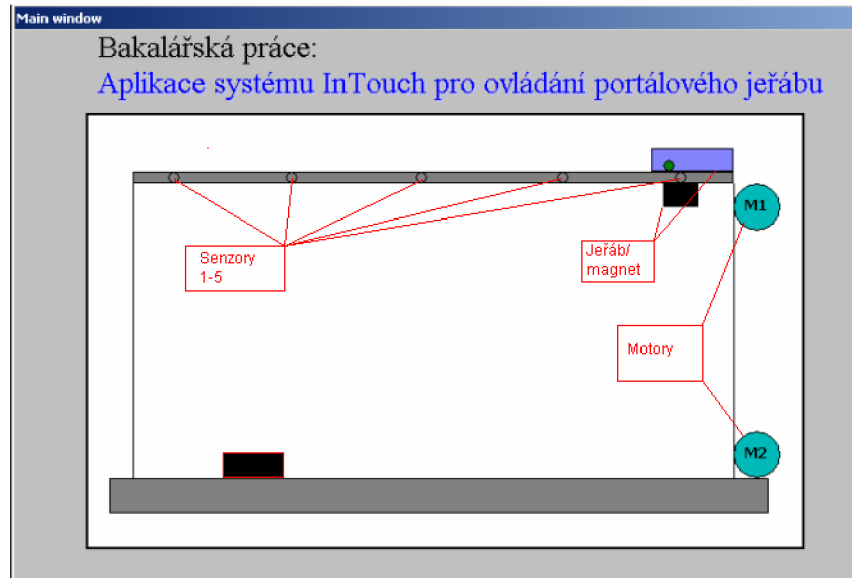 Main window
Bakalářská práce:
Aplikace systému InTouch pro ovládání portálového jeřábu
M1
Senzory
1-5
Jeřáb/
magnet
Motory
M2